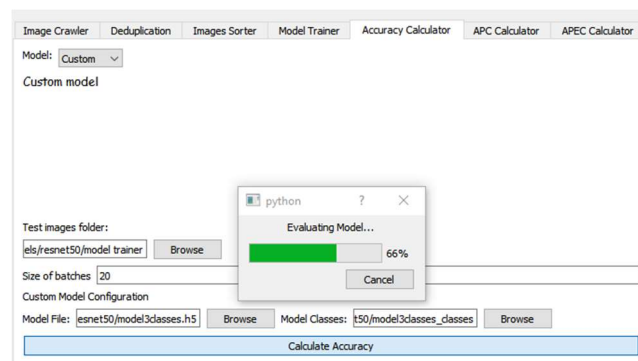 Image Crawler Deduplication Images Sorter Model Trainer Accuracy Calculator APC Calculator APEC Calculator
Model: Custom
Custom model
python ? ×
Evaluating Model...
66%
Cancel
Test images folder:
els/resnet50/model trainer Browse
Size of batches 20
Custom Model Configuration
Model File: esnet50/model3classes.h5 Browse Model Classes: t50/model3classes_classes Browse
Calculate Accuracy